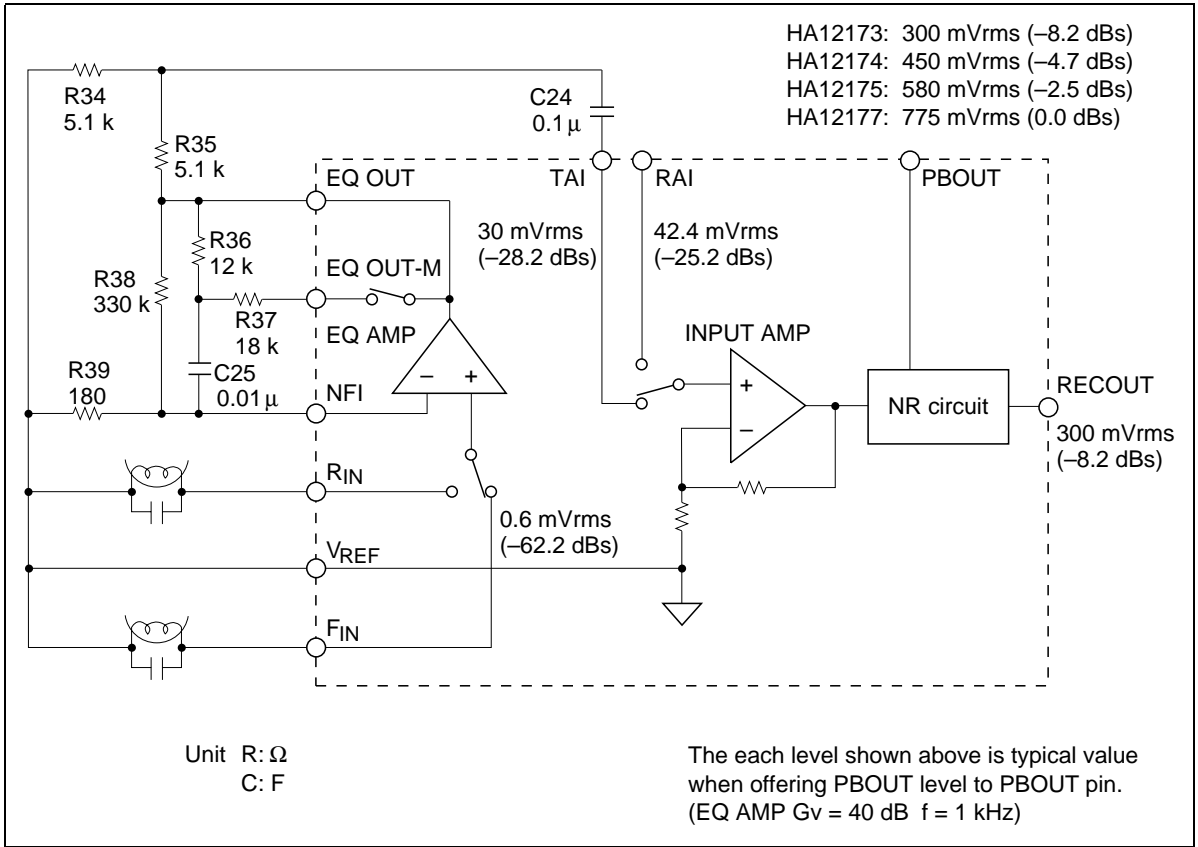 HA12173: 300 mVrms (–8.2 dBs)
HA12174: 450 mVrms (–4.7 dBs)
HA12175: 580 mVrms (–2.5 dBs)
HA12177: 775 mVrms (0.0 dBs)
R34
5.1 k
C24
0.1 µ
R35
5.1 k
EQ OUT
TAI
RAI
PBOUT
30 mVrms
(–28.2 dBs)
42.4 mVrms
(–25.2 dBs)
R36
12 k
EQ OUT-M
R38
330 k
R37
18 k
EQ AMP
INPUT AMP
R39
180
C25
0.01 µ
NFI
– +
+
–
NR circuit
RECOUT
300 mVrms
(–8.2 dBs)
RIN
0.6 mVrms
(–62.2 dBs)
VREF
FIN
Unit R: Ω
C: F
The each level shown above is typical value
when offering PBOUT level to PBOUT pin.
(EQ AMP Gv = 40 dB f = 1 kHz)